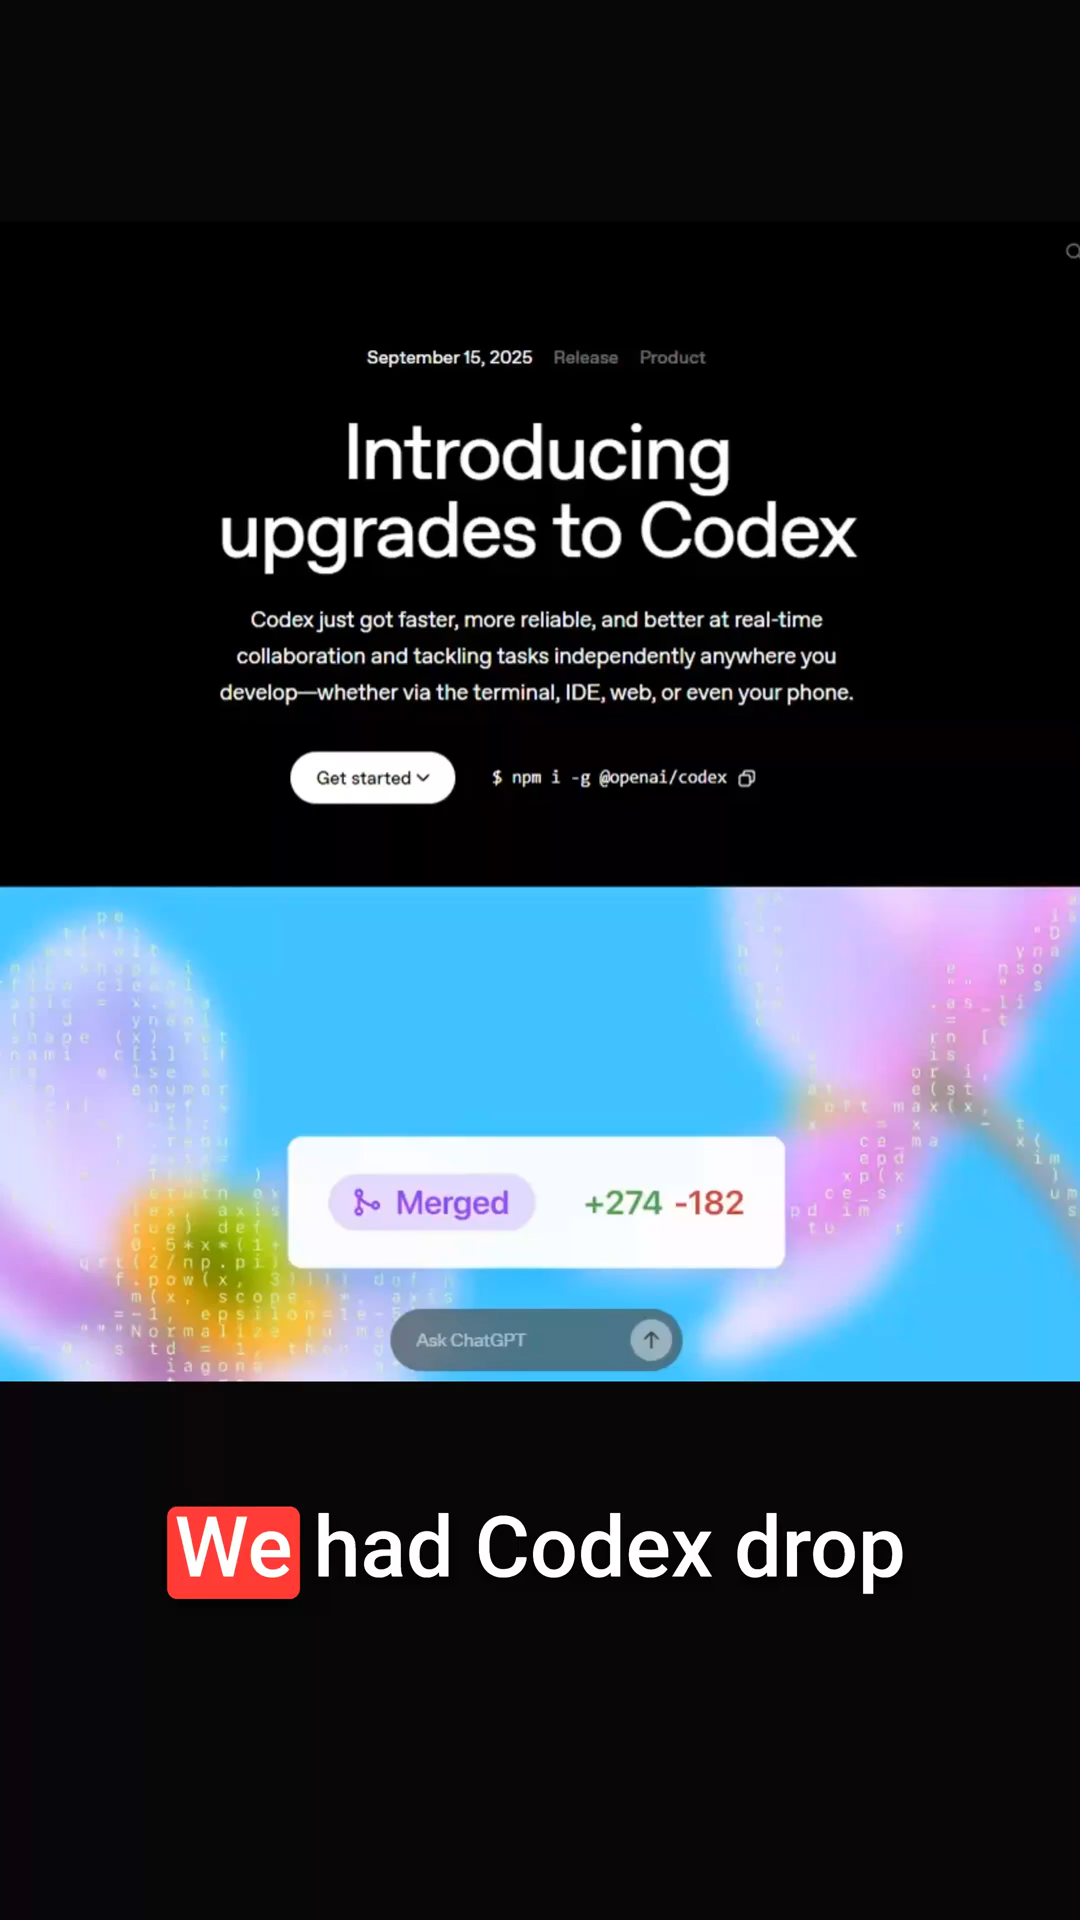 September 15, 2025 Release Product
Introducing
upgrades to Codex
Codex just got faster, more reliable, and better at real-time
collaboration and tackling tasks independently anywhere you
develop—whether via the terminal, IDE, web, or even your phone.
Get started $ npm i -g @openai/codex
Merged +274 -182
Ask ChatGPT
We had Codex drop